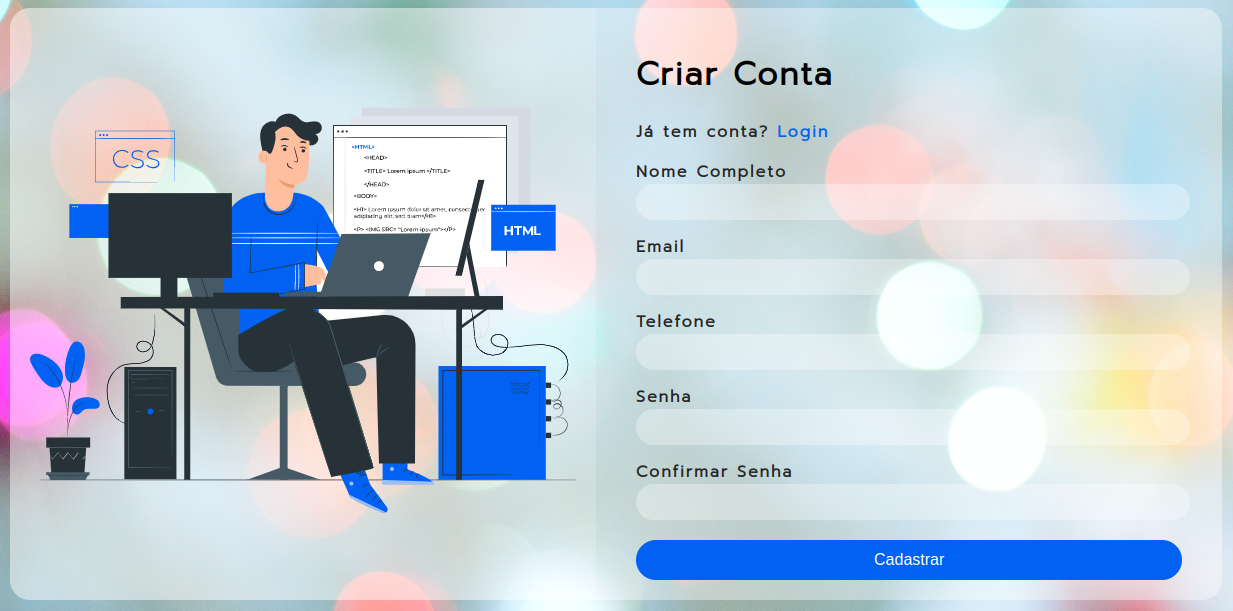 CSS
<HTML>
<HEAD>
<TITLE> Lorem ipsum </TITLE>
</HEAD>
<BODY>
<H1> Lorem ipsum dolor sit amet, consectetuer
adipiscing elit, sed diam</H1>
<P> <IMG SRC= "Lorem ipsum"></P>
HTML
Criar Conta
Já tem conta? Login
Nome Completo
Email
Telefone
Senha
Confirmar Senha
Cadastrar